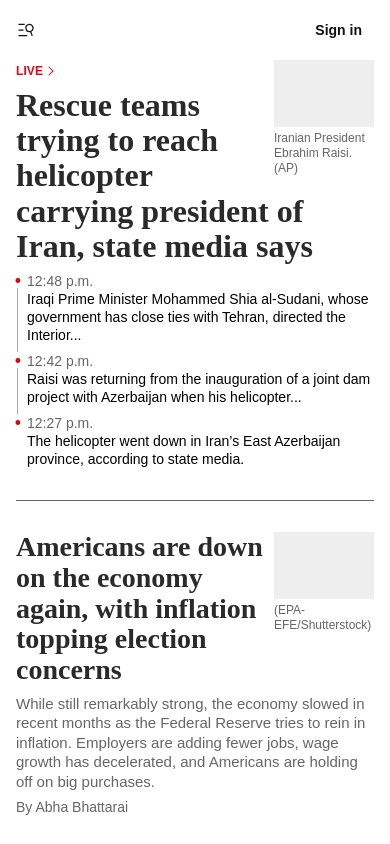 Sign in
LIVE
Rescue teams
trying to reach
helicopter
carrying president of
Iran, state media says
Iranian President
Ebrahim Raisi.
(AP)
12:48 p.m.
Iraqi Prime Minister Mohammed Shia al-Sudani, whose
government has close ties with Tehran, directed the
Interior...
12:42 p.m.
Raisi was returning from the inauguration of a joint dam
project with Azerbaijan when his helicopter...
12:27 p.m.
The helicopter went down in Iran’s East Azerbaijan
province, according to state media.
Americans are down
on the economy
again, with inflation
topping election
concerns
(EPA-
EFE/Shutterstock)
While still remarkably strong, the economy slowed in
recent months as the Federal Reserve tries to rein in
inflation. Employers are adding fewer jobs, wage
growth has decelerated, and Americans are holding
off on big purchases.
By Abha Bhattarai